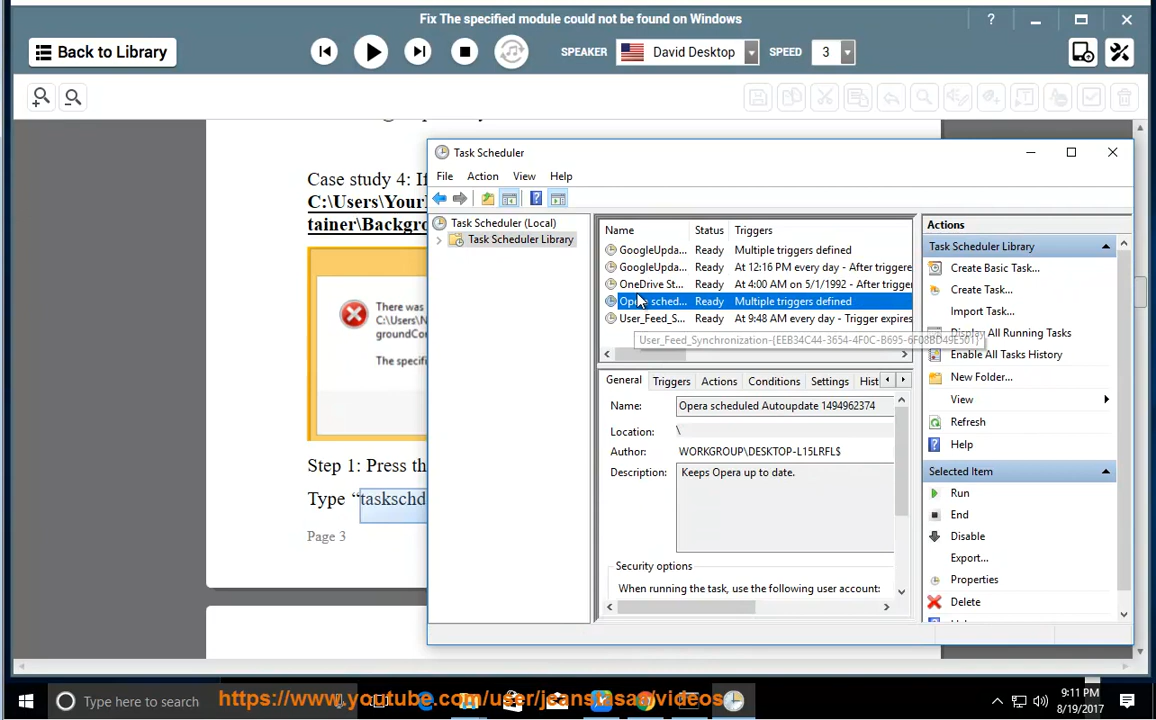 Fix The specified module could not be found on Windows
Back to Library
SPEAKER
David Desktop
SPEED
3
Case study 4: If
C:\Users\Your
tainer\Backgro
There was
C:\Users\N
groundCor
The specifi
Step 1: Press th
Type “taskschd
Page 3
Task Scheduler
File Action View Help
Task Scheduler (Local)
Task Scheduler Library
Name Status Triggers
GoogleUpda... Ready Multiple triggers defined
GoogleUpda... Ready At 12:16 PM every day - After triggere
OneDrive St... Ready At 4:00 AM on 5/1/1992 - After trigger
Opera sched... Ready Multiple triggers defined
User_Feed_S... Ready At 9:48 AM every day - Trigger expires
User_Feed_Synchronization-{EEB34C44-3654-4F0C-B695-6F08BD49E501}
General Triggers Actions Conditions Settings Hist
Name: Opera scheduled Autoupdate 1494962374
Location: \
Author: WORKGROUP\DESKTOP-L15LRFL$
Description: Keeps Opera up to date.
Security options
When running the task, use the following user account:
Actions
Task Scheduler Library
Create Basic Task...
Create Task...
Import Task...
Display All Running Tasks
Enable All Tasks History
New Folder...
View
Refresh
Help
Selected Item
Run
End
Disable
Export...
Properties
Delete
Type here to search
https://www.youtube.com/user/jeanstasas/videos
9:11 PM
8/19/2017